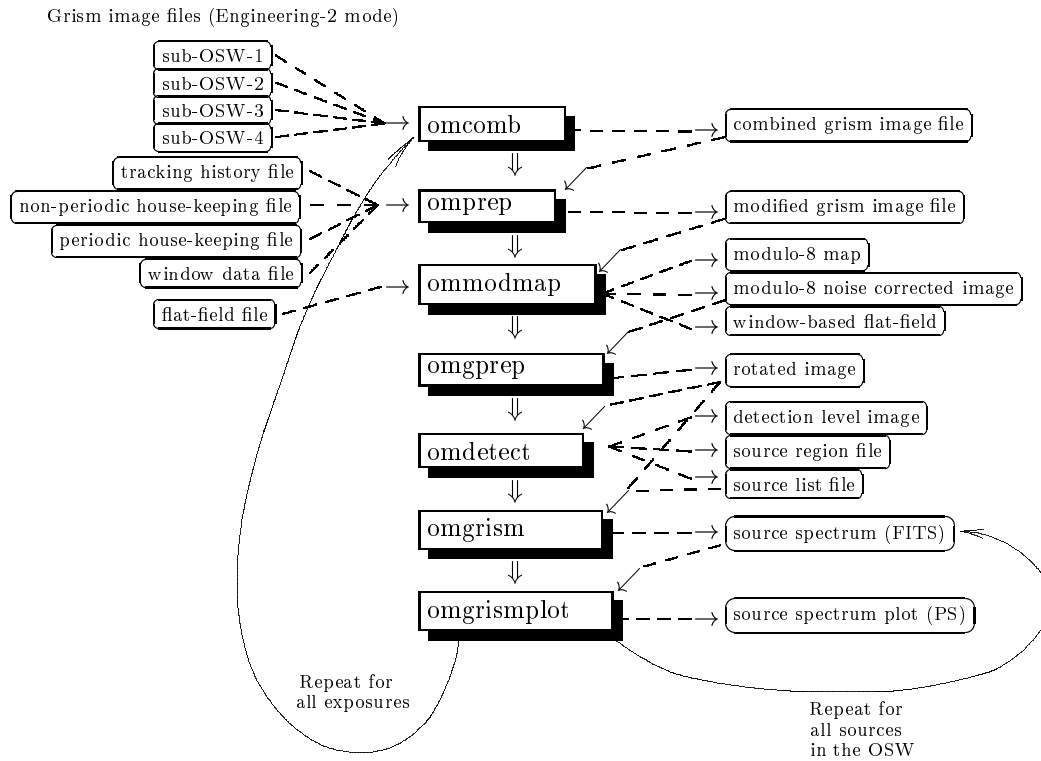 Grism image files (Engineering-2 mode)
sub-OSW-1
sub-OSW-2
sub-OSW-3
sub-OSW-4
tracking history file
non-periodic house-keeping file
periodic house-keeping file
window data file
flat-field file
omcomb
omprep
ommodmap
omgprep
omdetect
omgrism
omgrismplot
combined grism image file
modified grism image file
modulo-8 map
modulo-8 noise corrected image
window-based flat-field
rotated image
detection level image
source region file
source list file
source spectrum (FITS)
source spectrum plot (PS)
Repeat for
all exposures
Repeat for
all sources
in the OSW